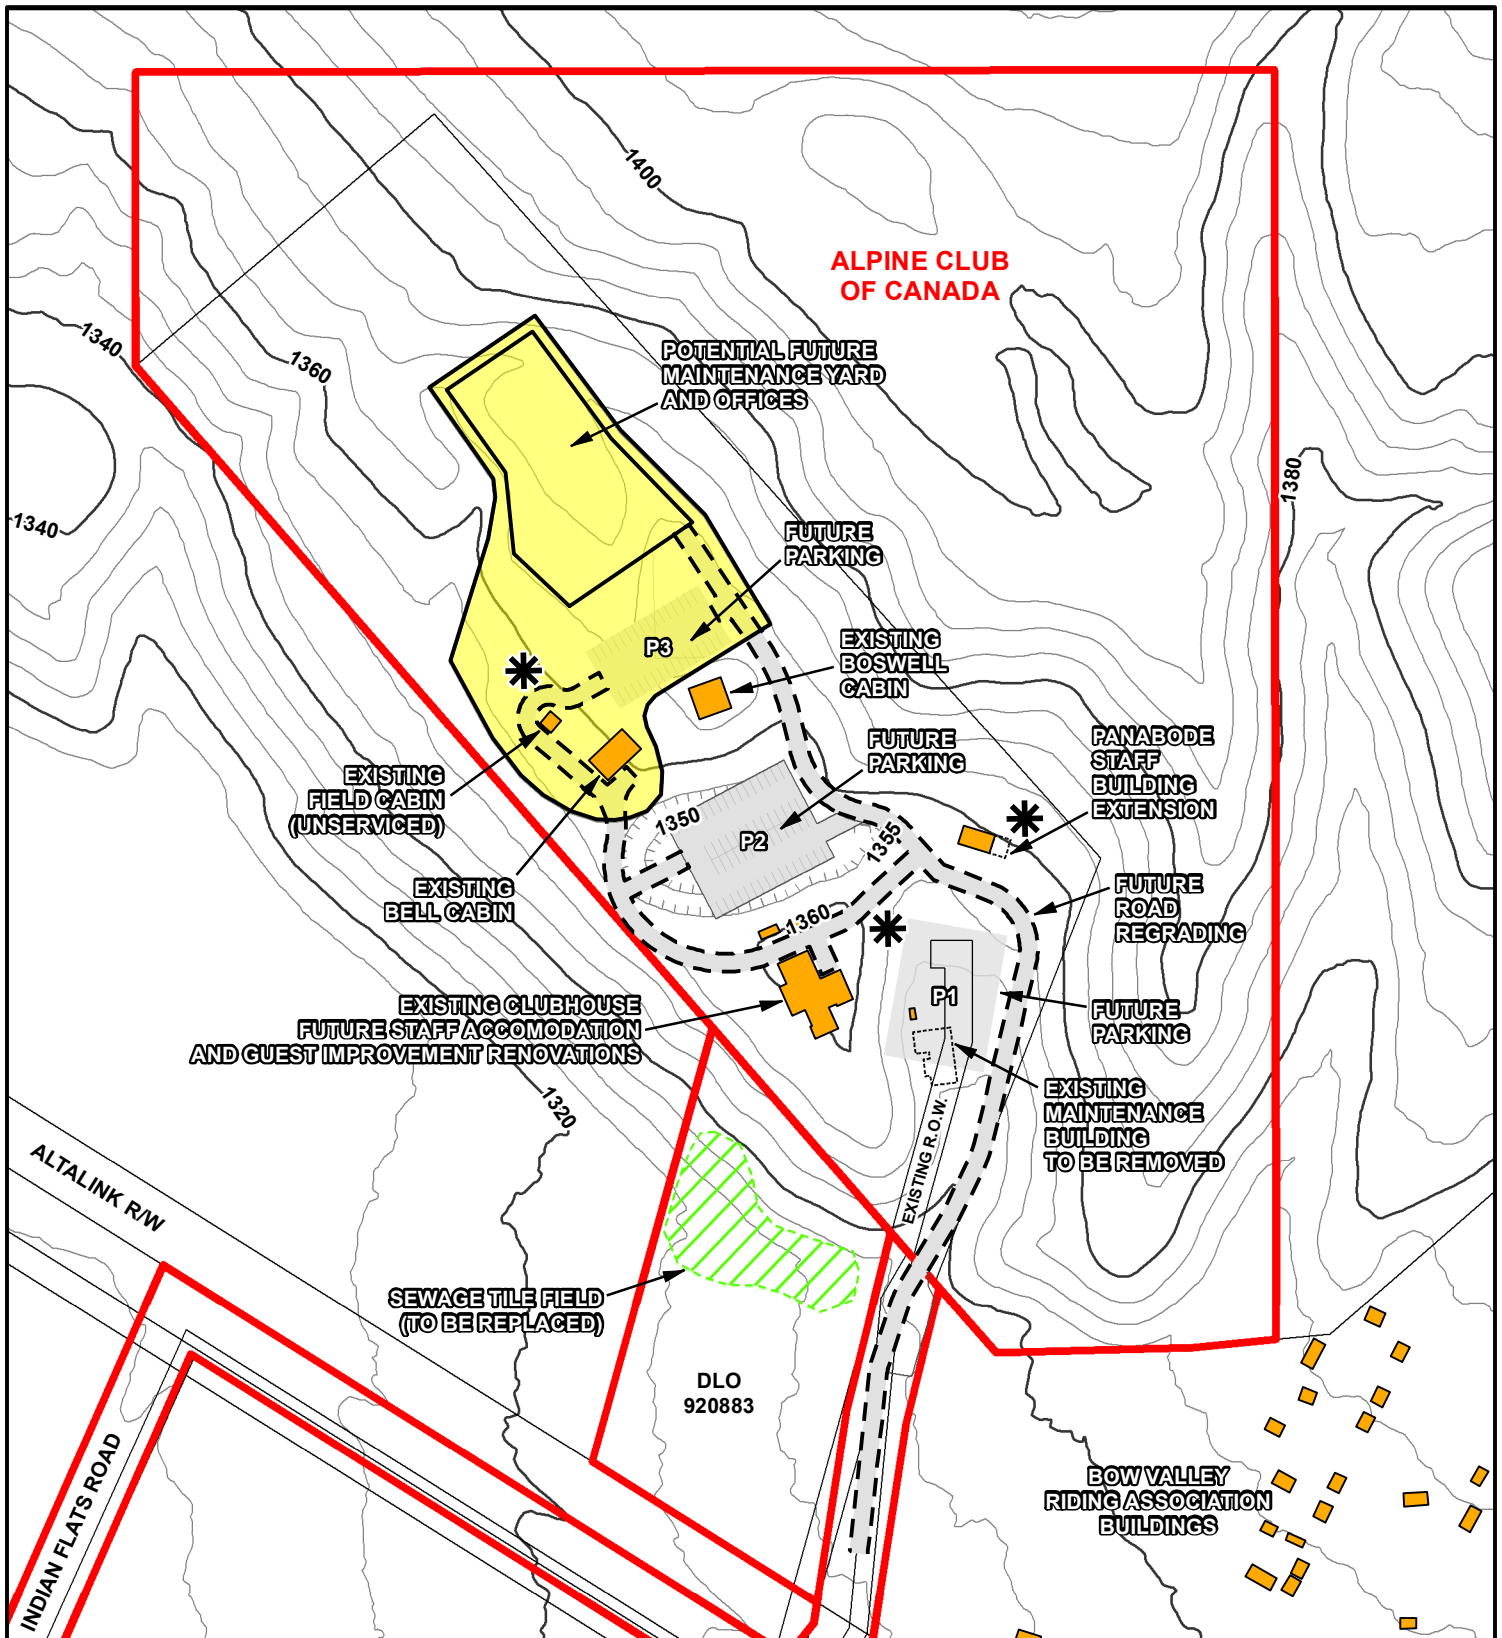 1400
ALPINE CLUB
OF CANADA
1340
1360
POTENTIAL FUTURE
MAINTENANCE YARD
AND OFFICES
1380
1340
FUTURE
PARKING
P3
EXISTING
BOSWELL
CABIN
FUTURE
PARKING
PANABODE
STAFF
BUILDING
EXTENSION
EXISTING
FIELD CABIN
(UNSERVICED)
1350
P2
1355
EXISTING
BELL CABIN
1360
FUTURE
ROAD
REGRADING
P1
EXISTING CLUBHOUSE
FUTURE STAFF ACCOMODATION
AND GUEST IMPROVEMENT RENOVATIONS
FUTURE
PARKING
1320
EXISTING
MAINTENANCE
BUILDING
TO BE REMOVED
EXISTING R.O.W.
ALTALINK R/W
SEWAGE TILE FIELD
(TO BE REPLACED)
DLO
920883
INDIAN FLATS ROAD
BOW VALLEY
RIDING ASSOCIATION
BUILDINGS